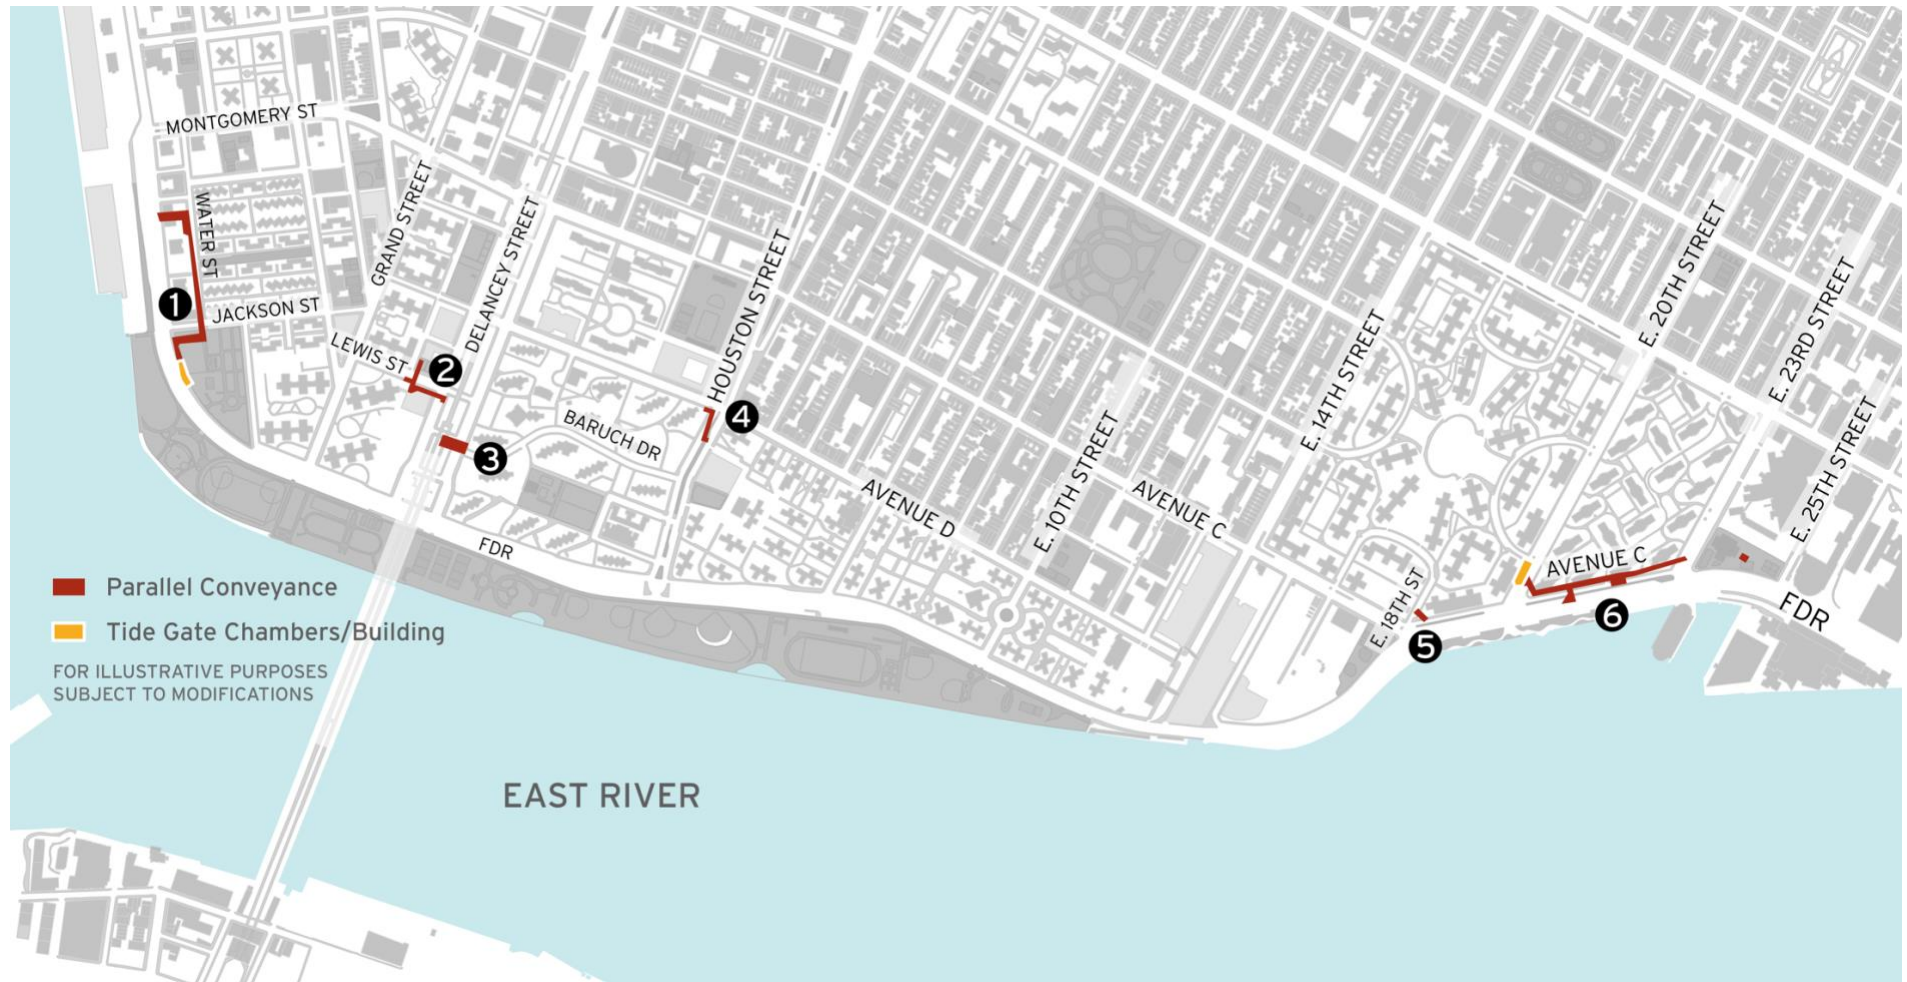 MONTGOMERY ST
WATER ST
GRAND STREET
DELANCEY STREET
HOUSTON STREET
E. 20TH STREET
E. 23RD STREET
1
JACKSON ST
LEWIS ST
2
E. 14TH STREET
4
BARUCH DR
3
E. 10TH STREET
E. 25TH STREET
AVENUE D
AVENUE C
FDR
AVENUE C
E. 18TH ST
5
6
FDR
Parallel Conveyance
Tide Gate Chambers/Building
FOR ILLUSTRATIVE PURPOSES
SUBJECT TO MODIFICATIONS
EAST RIVER